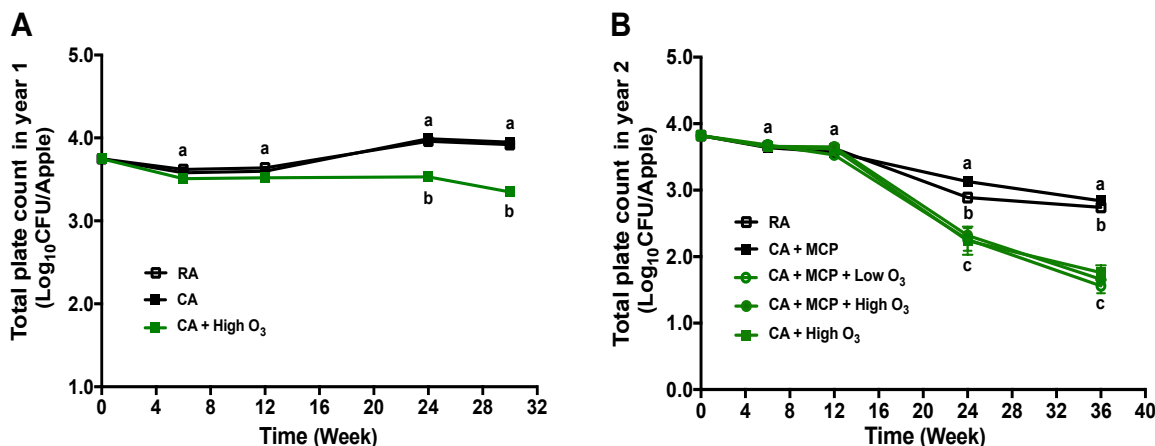 A
Total plate count in year 1
(Log₁₀CFU/Apple)
5.0
4.0
3.0
2.0
1.0
a
a
a
a
b
b
RA
CA
CA + High O₃
0 4 8 12 16 20 24 28 32
Time (Week)
B
Total plate count in year 2
(Log₁₀CFU/Apple)
5.0
4.0
3.0
2.0
1.0
0.0
a
a
a
a
b
b
c
c
RA
CA + MCP
CA + MCP + Low O₃
CA + MCP + High O₃
CA + High O₃
0 4 8 12 16 20 24 28 32 36 40
Time (Week)